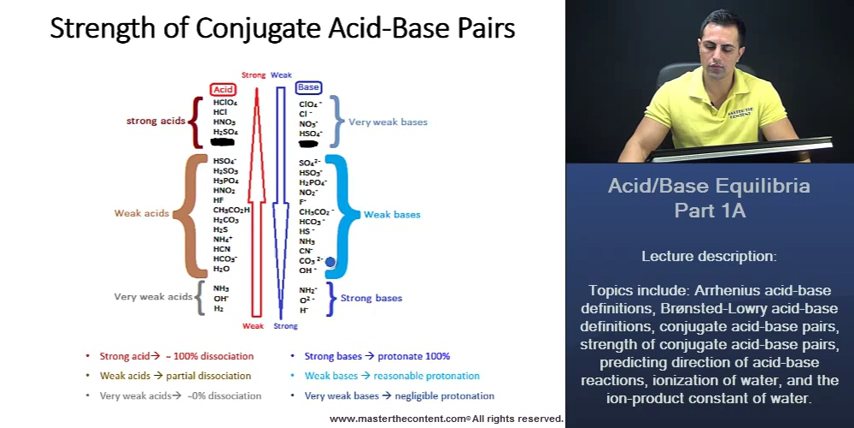 Strength of Conjugate Acid-Base Pairs
Strong Weak
Acid Base
HClO₄ ClO₄⁻
HCl Cl⁻
HNO₃ NO₃⁻
H₂SO₄ HSO₄⁻
strong acids
Very weak bases
HSO₄⁻ SO₄²⁻
H₂SO₃ HSO₃⁻
H₃PO₄ H₂PO₄⁻
HNO₂ NO₂⁻
HF F⁻
CH₃CO₂H CH₃CO₂⁻
H₂CO₃ HCO₃⁻
H₂S HS⁻
NH₄⁺ NH₃
HCN CN⁻
HCO₃⁻ CO₃²⁻
H₂O OH⁻
Weak acids
Weak bases
NH₃ NH₂⁻
OH⁻ O²⁻
H₂ H⁻
Very weak acids
Strong bases
Weak Strong
• Strong acid→ ~ 100% dissociation
• Weak acids → partial dissociation
• Very weak acids→ ~0% dissociation
• Strong bases → protonate 100%
• Weak bases → reasonable protonation
• Very weak bases → negligible protonation
www.masterthecontent.com© All rights reserved.
MASTER THE
CONTENT
Acid/Base Equilibria
Part 1A
Lecture description:
Topics include: Arrhenius acid-base
definitions, Brønsted-Lowry acid-base
definitions, conjugate acid-base pairs,
strength of conjugate acid-base pairs,
predicting direction of acid-base
reactions, ionization of water, and the
ion-product constant of water.